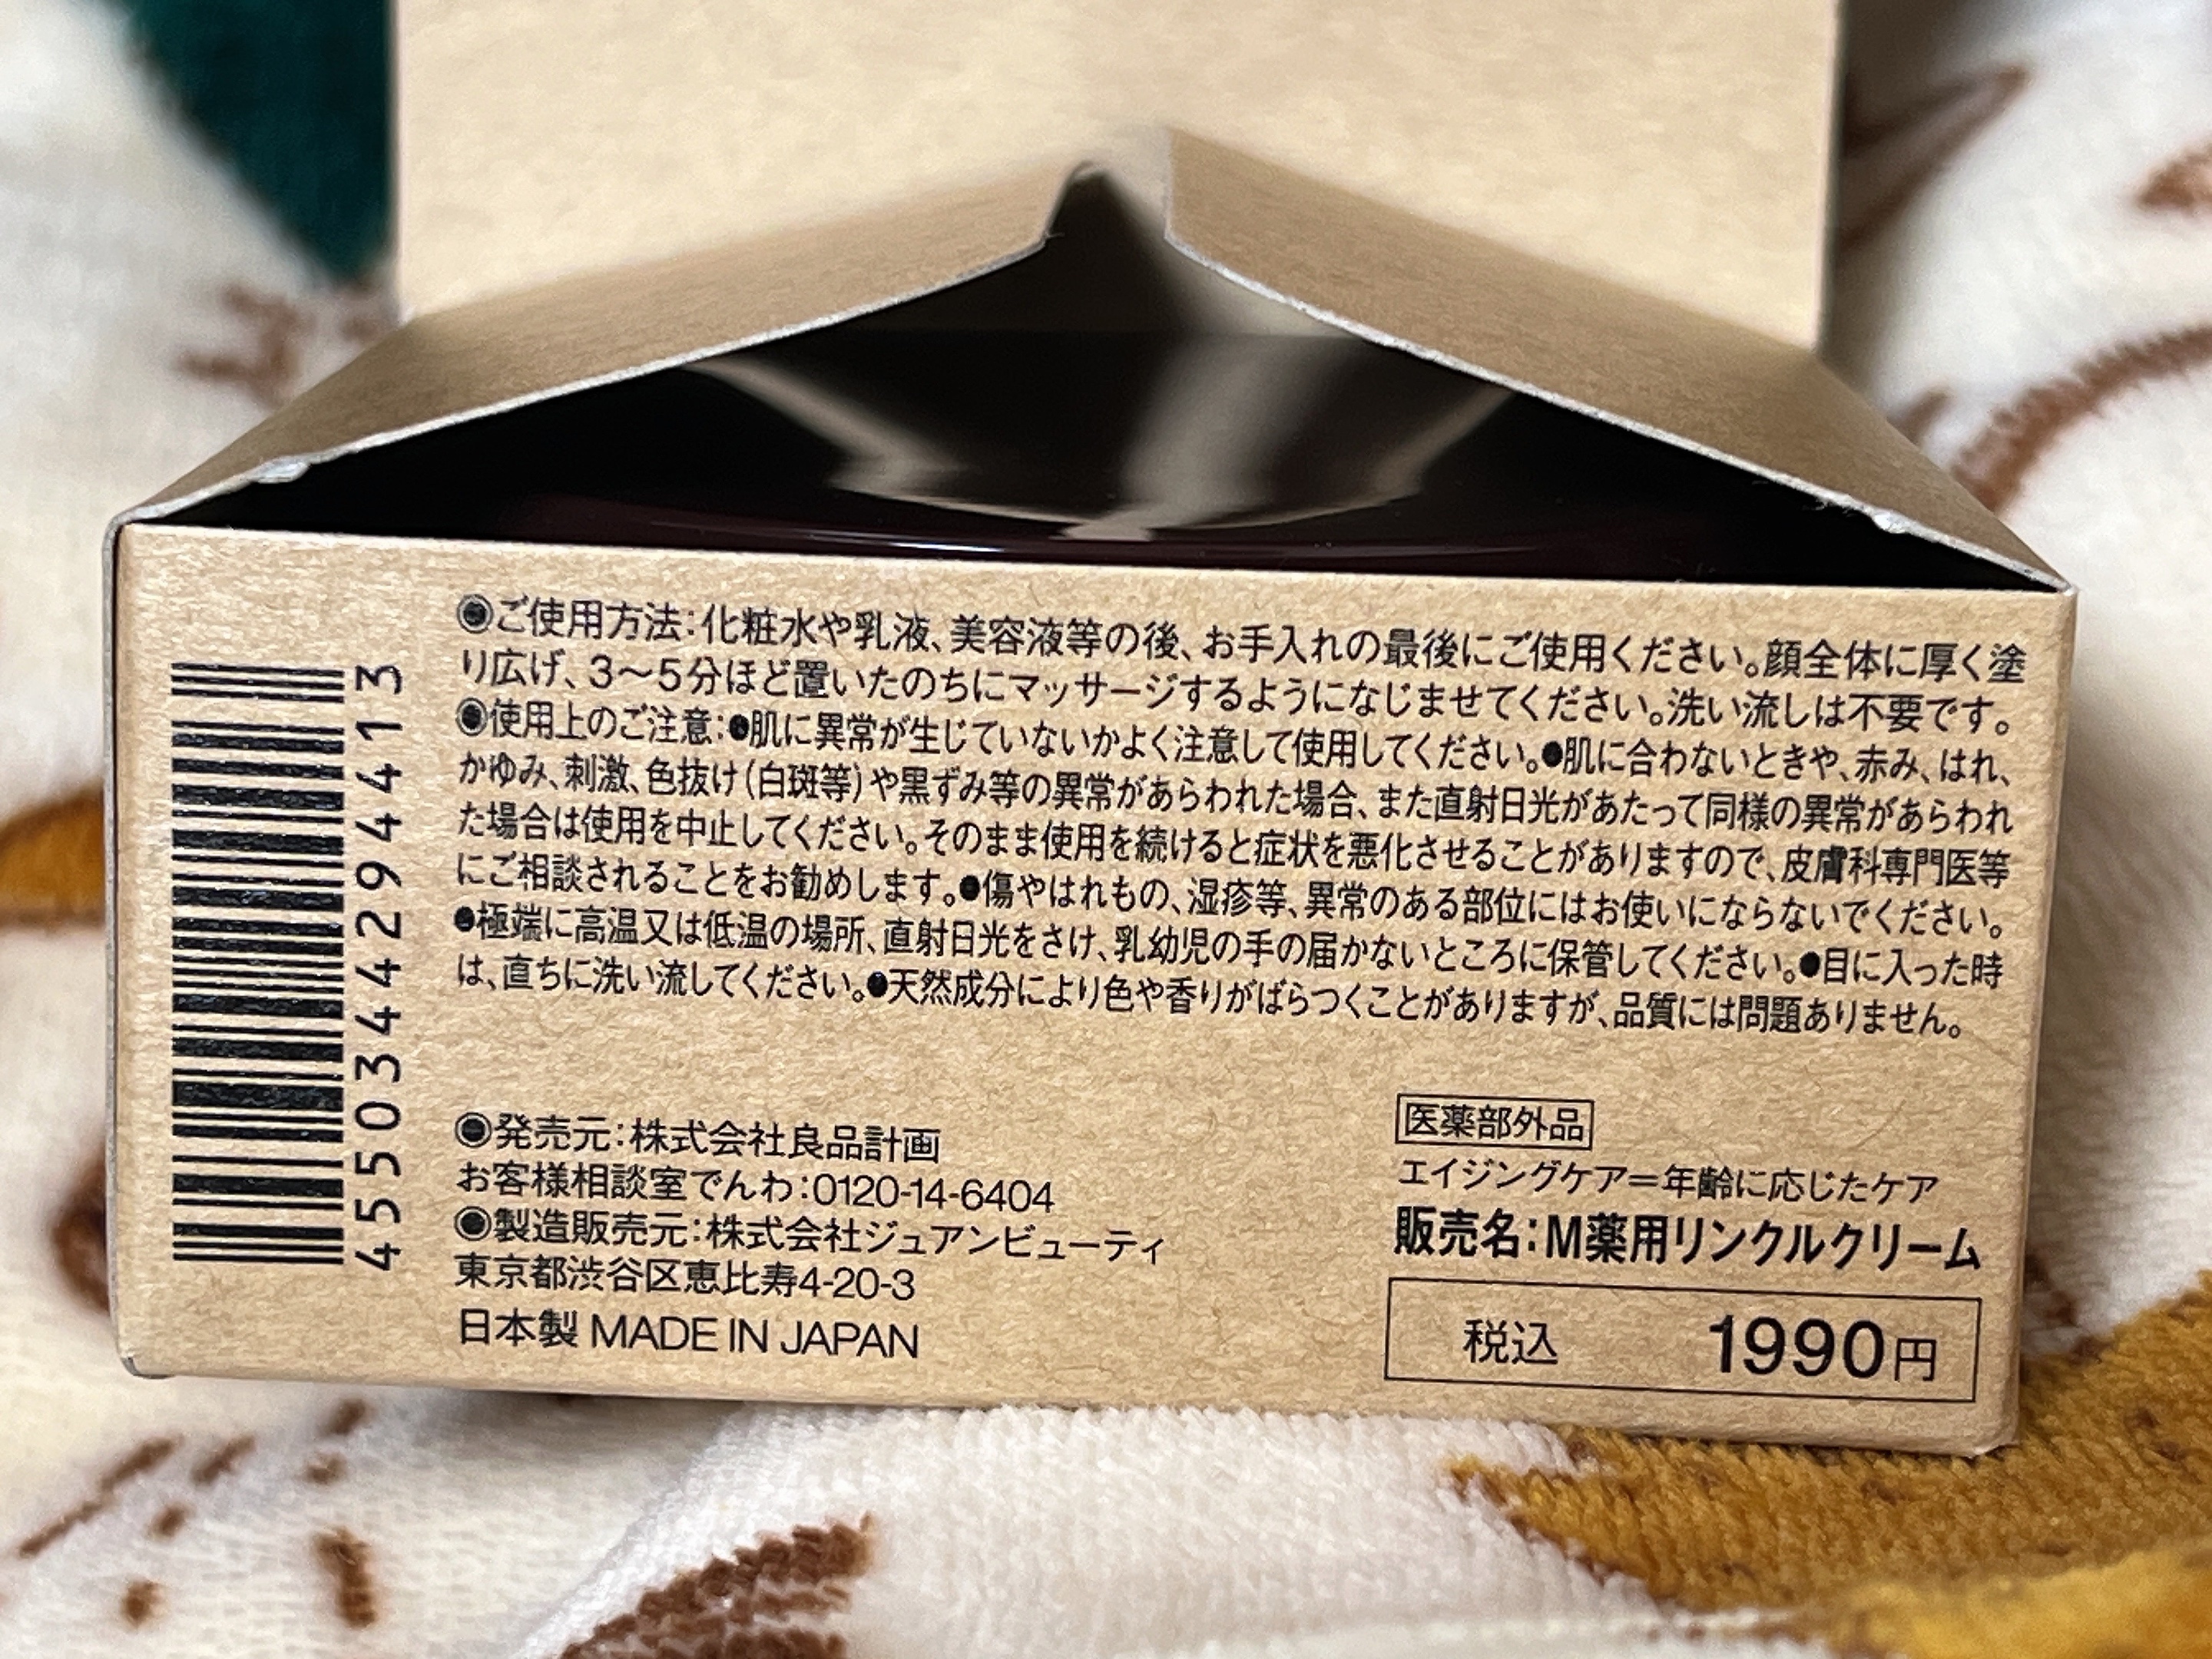 ◉ご使用方法:化粧水や乳液、美容液等の後、お手入れの最後にご使用ください。顔全体に厚く塗
り広げ、3〜5分ほど置いたのちにマッサージするようになじませてください。洗い流しは不要です。
◉使用上のご注意:●肌に異常が生じていないかよく注意して使用してください。●肌に合わないときや、赤み、はれ、
かゆみ、刺激、色抜け(白斑等)や黒ずみ等の異常があらわれた場合、また直射日光があたって同様の異常があらわれ
た場合は使用を中止してください。そのまま使用を続けると症状を悪化させることがありますので、皮膚科専門医等
にご相談されることをお勧めします。●傷やはれもの、湿疹等、異常のある部位にはお使いにならないでください。
●極端に高温又は低温の場所、直射日光をさけ、乳幼児の手の届かないところに保管してください。●目に入った時
は、直ちに洗い流してください。●天然成分により色や香りがばらつくことがありますが、品質には問題ありません。
4550344294413
◉発売元:株式会社良品計画
お客様相談室でんわ:0120-14-6404
◉製造販売元:株式会社ジュアンビューティ
東京都渋谷区恵比寿4-20-3
日本製 MADE IN JAPAN
医薬部外品
エイジングケア=年齢に応じたケア
販売名:M薬用リンクルクリーム
税込 1990円